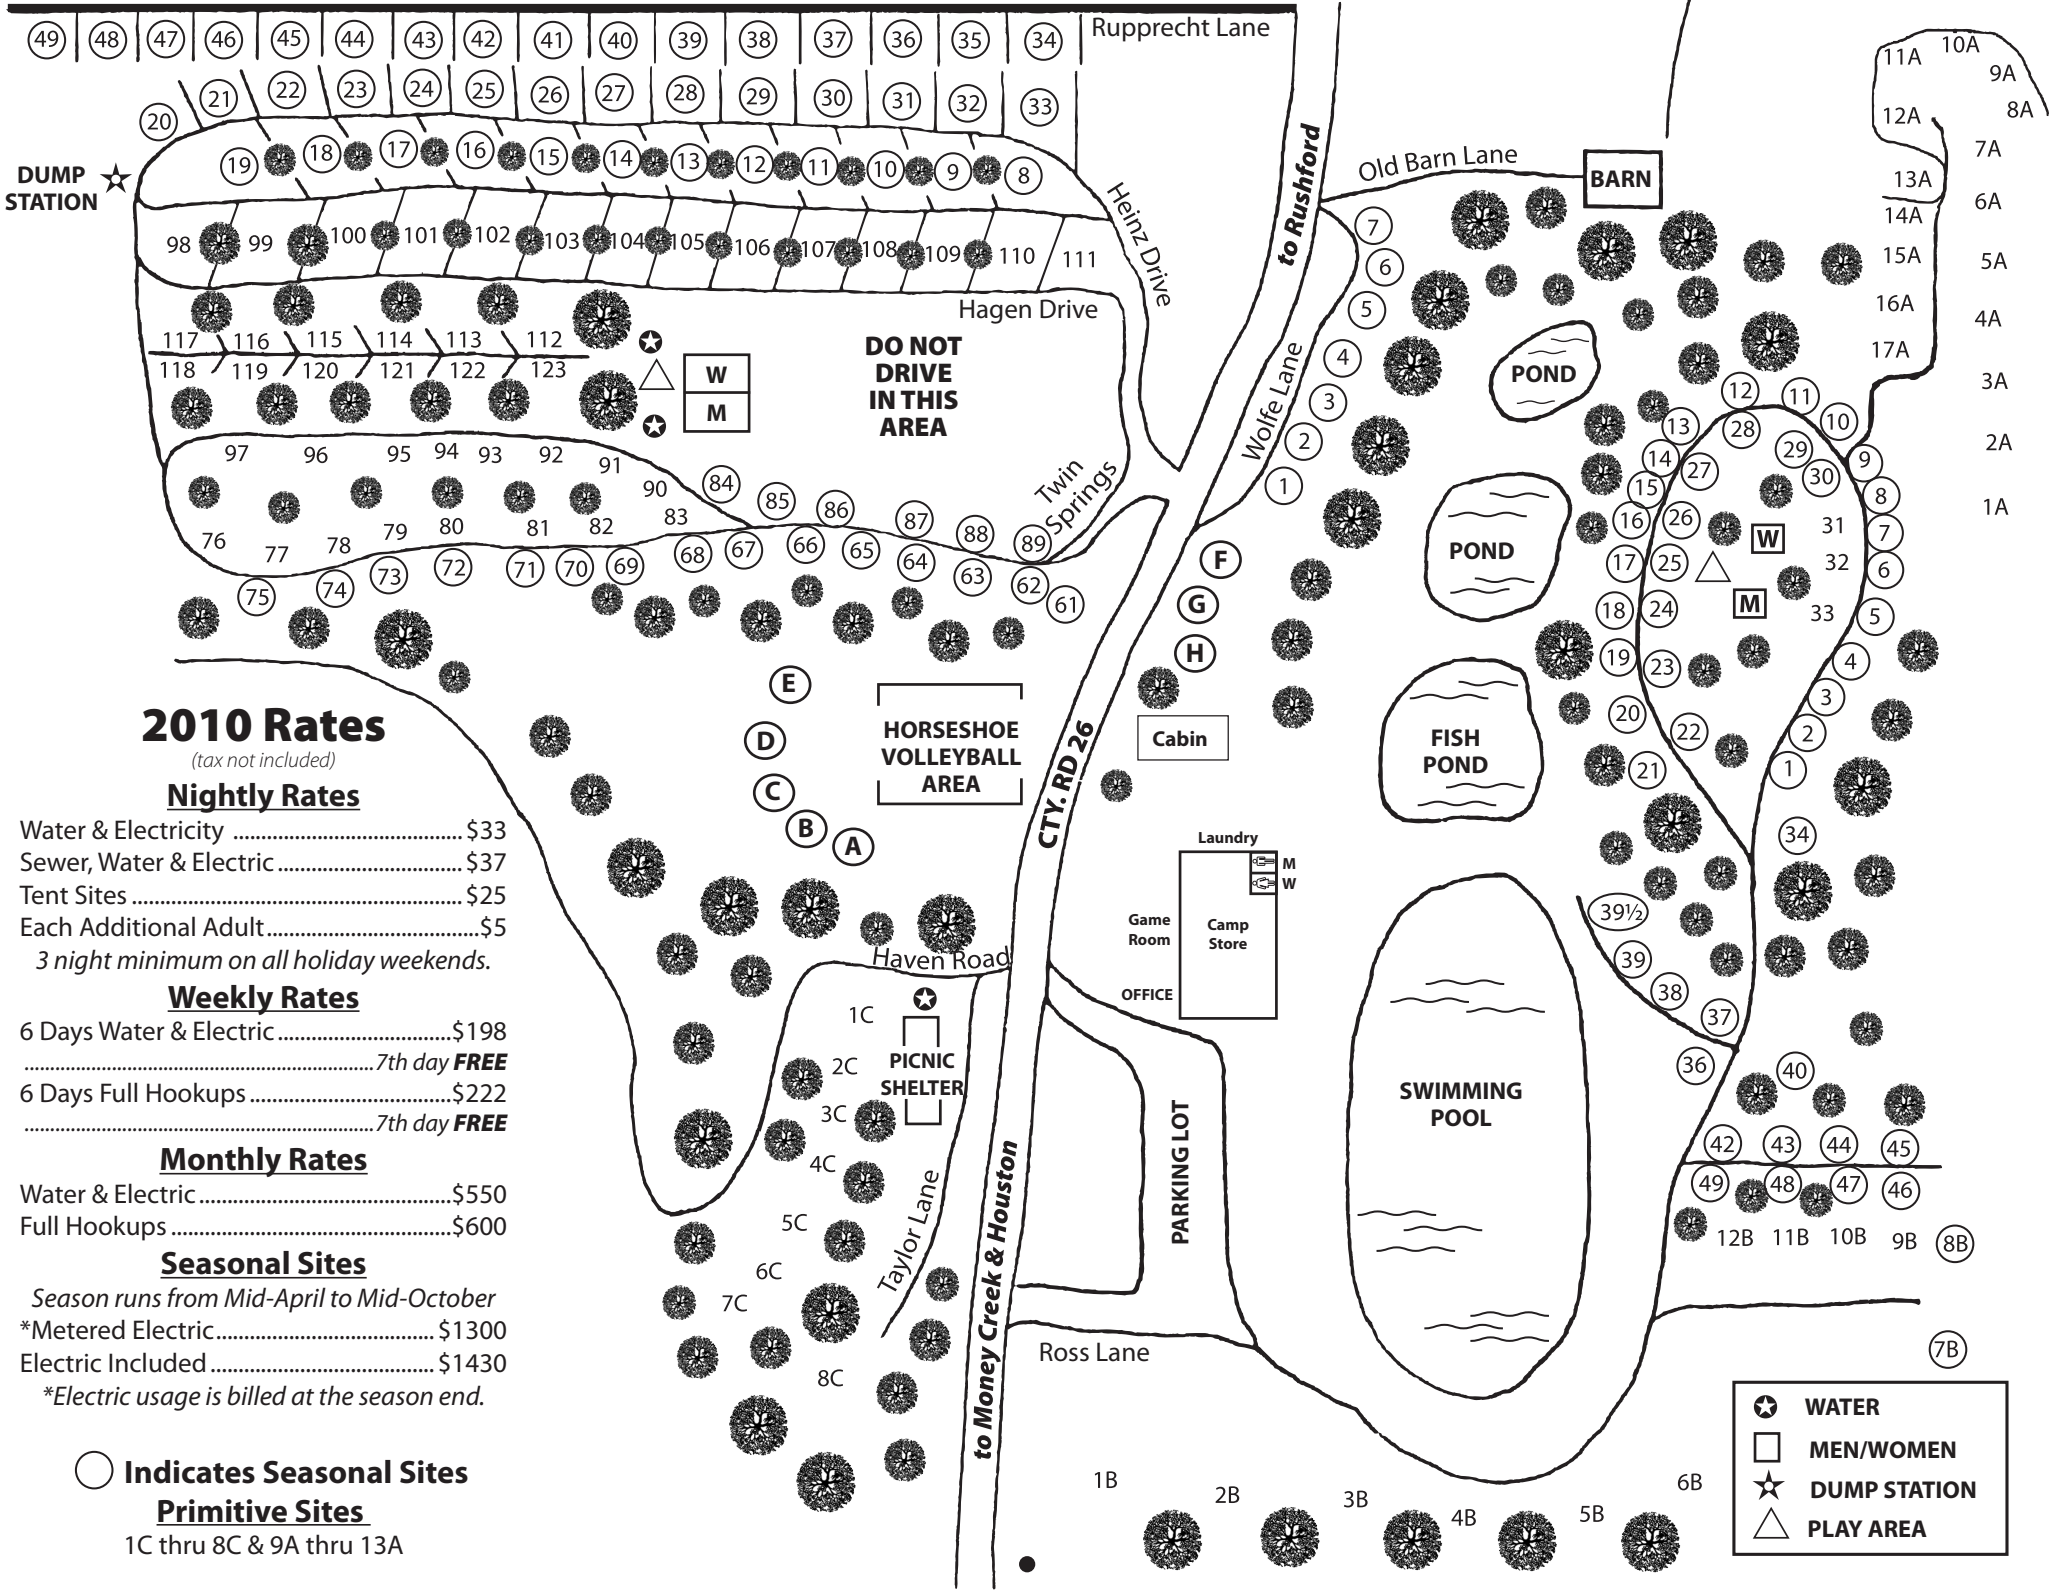 49 48 47 46 45 44 43 42 41 40 39 38 37 36 35 34
Rupprecht Lane
21 22 23 24 25 26 27 28 29 30 31 32 33
20
19 18 17 16 15 14 13 12 11 10 9 8
DUMP
STATION
98 99 100 101 102 103 104 105 106 107 108 109 110 111
Heinz Drive
Hagen Drive
117 116 115 114 113 112
118 119 120 121 122 123
W
M
DO NOT
DRIVE
IN THIS
AREA
97 96 95 94 93 92 91
90
84 85 86 87 88 89
Twin
Springs
76 77 78 79 80 81 82 83
75 74 73 72 71 70 69 68 67 66 65 64 63 62 61
to Rushford
Old Barn Lane
BARN
7
6
5
4
3
2
1
Wolfe Lane
POND
POND
FISH
POND
11A 10A
9A
8A
12A
7A
13A
6A
14A
15A
5A
16A
4A
17A
3A
2A
1A
12 11
10
13 28 29
14 27 30 9
15 8
16 26 31 7
W
17 25 32 6
M
18 24 33 5
19 23 4
3
20 22 2
21 1
34
39½
39
38
37
36
40
42 43 44 45
49 48 47 46
12B 11B 10B 9B 8B
7B
F
G
H
E
D
C
B
A
HORSESHOE
VOLLEYBALL
AREA
CTY. RD 26
Cabin
Laundry
M
W
Game
Room
Camp
Store
OFFICE
Haven Road
1C
2C
3C
4C
5C
6C
7C
8C
PICNIC
SHELTER
Taylor Lane
to Money Creek & Houston
PARKING LOT
SWIMMING
POOL
Ross Lane
1B 2B 3B 4B 5B 6B
2010 Rates
(tax not included)
Nightly Rates
Water & Electricity ....................................... $33
Sewer, Water & Electric ............................... $37
Tent Sites ........................................................ $25
Each Additional Adult .................................... $5
3 night minimum on all holiday weekends.
Weekly Rates
6 Days Water & Electric .............................. $198
............................................................ 7th day FREE
6 Days Full Hookups ................................... $222
............................................................ 7th day FREE
Monthly Rates
Water & Electric ........................................... $550
Full Hookups ................................................ $600
Seasonal Sites
Season runs from Mid-April to Mid-October
*Metered Electric ..................................... $1300
Electric Included ...................................... $1430
*Electric usage is billed at the season end.
Indicates Seasonal Sites
Primitive Sites
1C thru 8C & 9A thru 13A
WATER
MEN/WOMEN
DUMP STATION
PLAY AREA